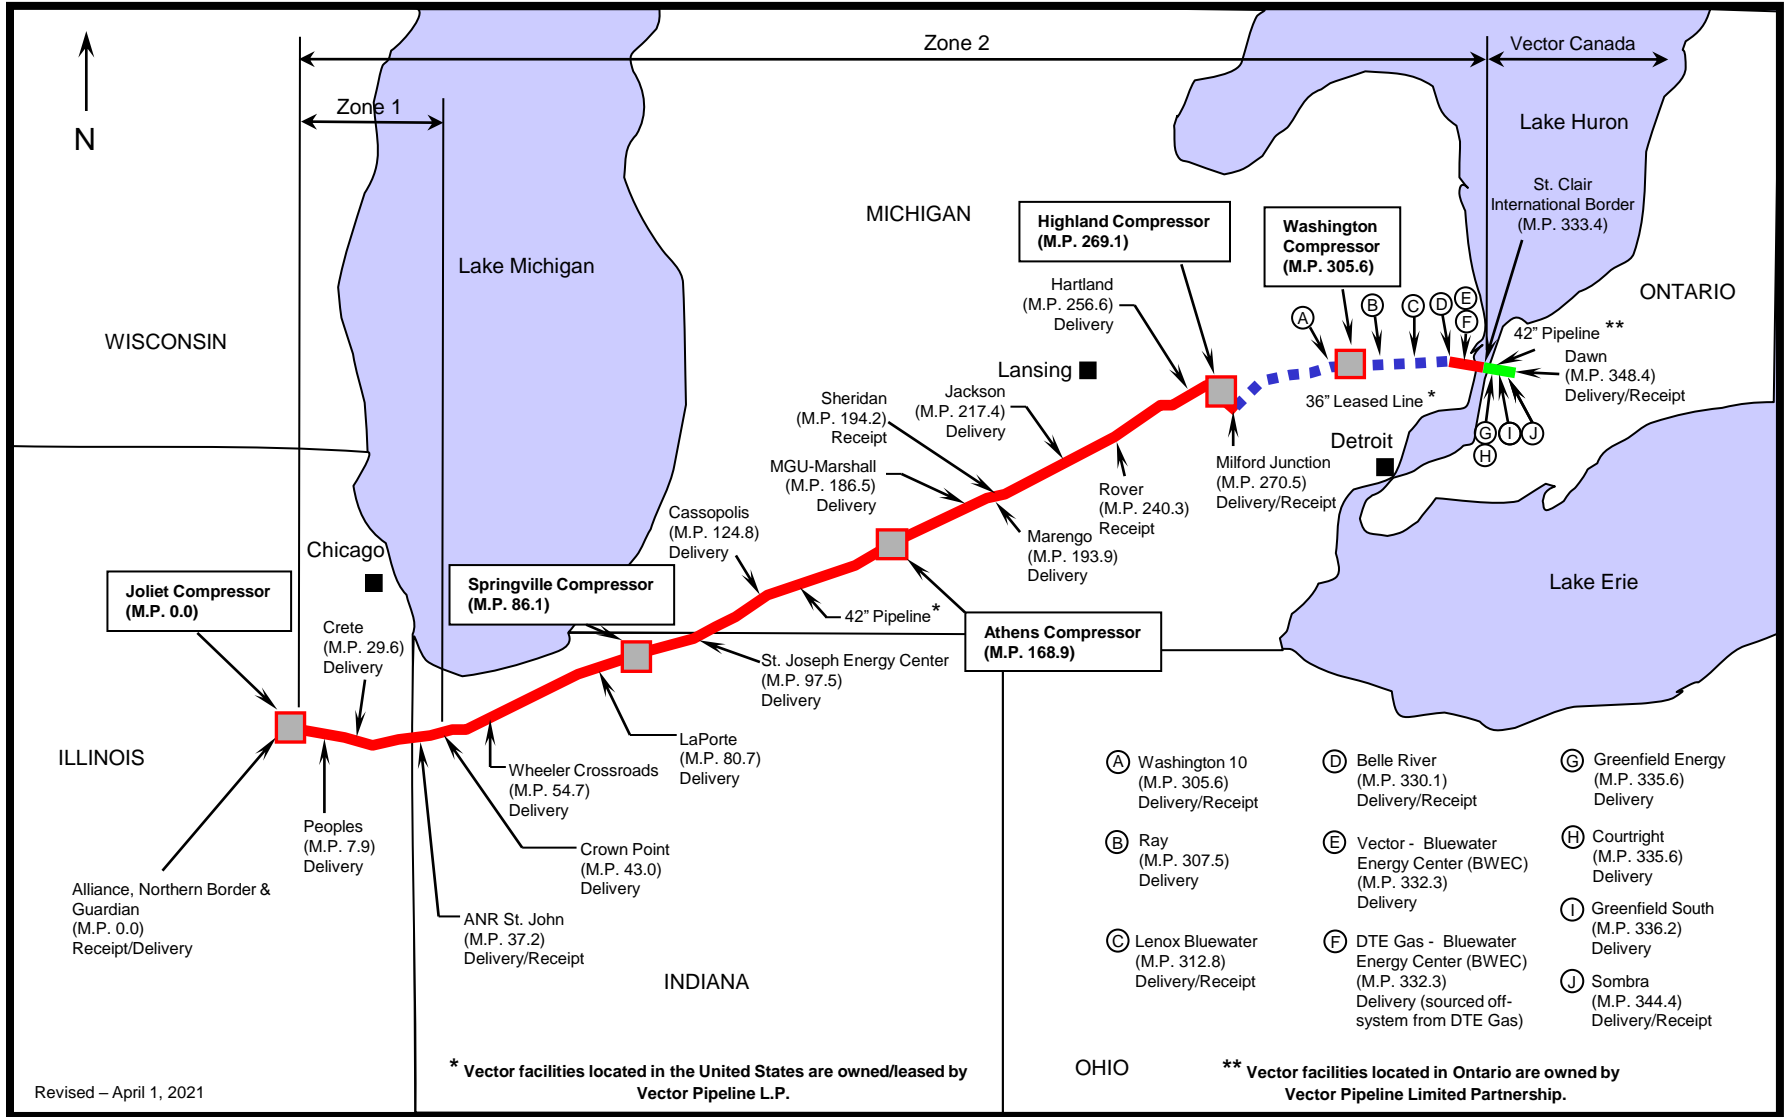 Zone 2
Vector Canada
Zone 1
N
Lake Huron
St. Clair
International Border
(M.P. 333.4)
MICHIGAN
Highland Compressor
(M.P. 269.1)
Washington
Compressor
(M.P. 305.6)
Lake Michigan
Hartland
(M.P. 256.6)
Delivery
ONTARIO
WISCONSIN
A
B
C
D
E
F
42” Pipeline **
Dawn
(M.P. 348.4)
Delivery/Receipt
Lansing
36” Leased Line *
Sheridan
(M.P. 194.2)
Receipt
Jackson
(M.P. 217.4)
Delivery
Detroit
G
H
I
J
MGU-Marshall
(M.P. 186.5)
Delivery
Milford Junction
(M.P. 270.5)
Delivery/Receipt
Rover
(M.P. 240.3)
Receipt
Cassopolis
(M.P. 124.8)
Delivery
Marengo
(M.P. 193.9)
Delivery
Chicago
Lake Erie
Joliet Compressor
(M.P. 0.0)
Springville Compressor
(M.P. 86.1)
42” Pipeline*
Crete
(M.P. 29.6)
Delivery
Athens Compressor
(M.P. 168.9)
St. Joseph Energy Center
(M.P. 97.5)
Delivery
ILLINOIS
LaPorte
(M.P. 80.7)
Delivery
Wheeler Crossroads
(M.P. 54.7)
Delivery
Peoples
(M.P. 7.9)
Delivery
Crown Point
(M.P. 43.0)
Delivery
Alliance, Northern Border &
Guardian
(M.P. 0.0)
Receipt/Delivery
ANR St. John
(M.P. 37.2)
Delivery/Receipt
INDIANA
A Washington 10
(M.P. 305.6)
Delivery/Receipt
B Ray
(M.P. 307.5)
Delivery
C Lenox Bluewater
(M.P. 312.8)
Delivery/Receipt
D Belle River
(M.P. 330.1)
Delivery/Receipt
E Vector - Bluewater
Energy Center (BWEC)
(M.P. 332.3)
Delivery
F DTE Gas - Bluewater
Energy Center (BWEC)
(M.P. 332.3)
Delivery (sourced off-
system from DTE Gas)
G Greenfield Energy
(M.P. 335.6)
Delivery
H Courtright
(M.P. 335.6)
Delivery
I Greenfield South
(M.P. 336.2)
Delivery
J Sombra
(M.P. 344.4)
Delivery/Receipt
OHIO
* Vector facilities located in the United States are owned/leased by
Vector Pipeline L.P.
** Vector facilities located in Ontario are owned by
Vector Pipeline Limited Partnership.
Revised – April 1, 2021